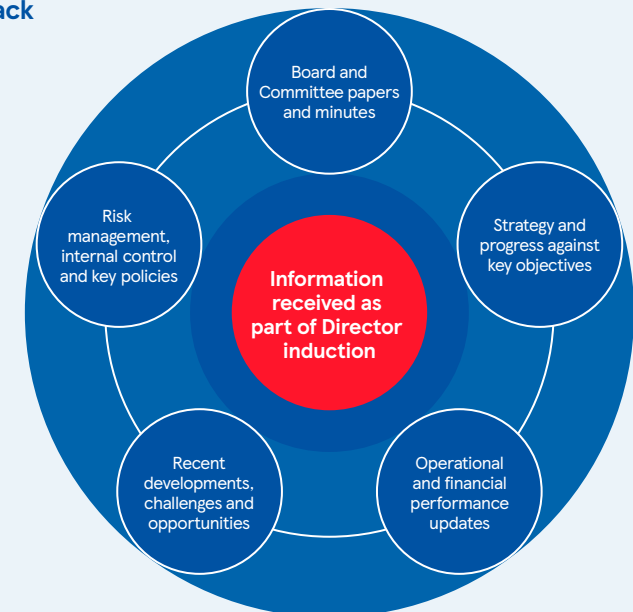 ack
Board and
Committee papers
and minutes
Strategy and
progress against
key objectives
Operational
and financial
performance
updates
Recent
developments,
challenges and
opportunities
Risk
management,
internal control
and key policies
Information
received as
part of Director
induction